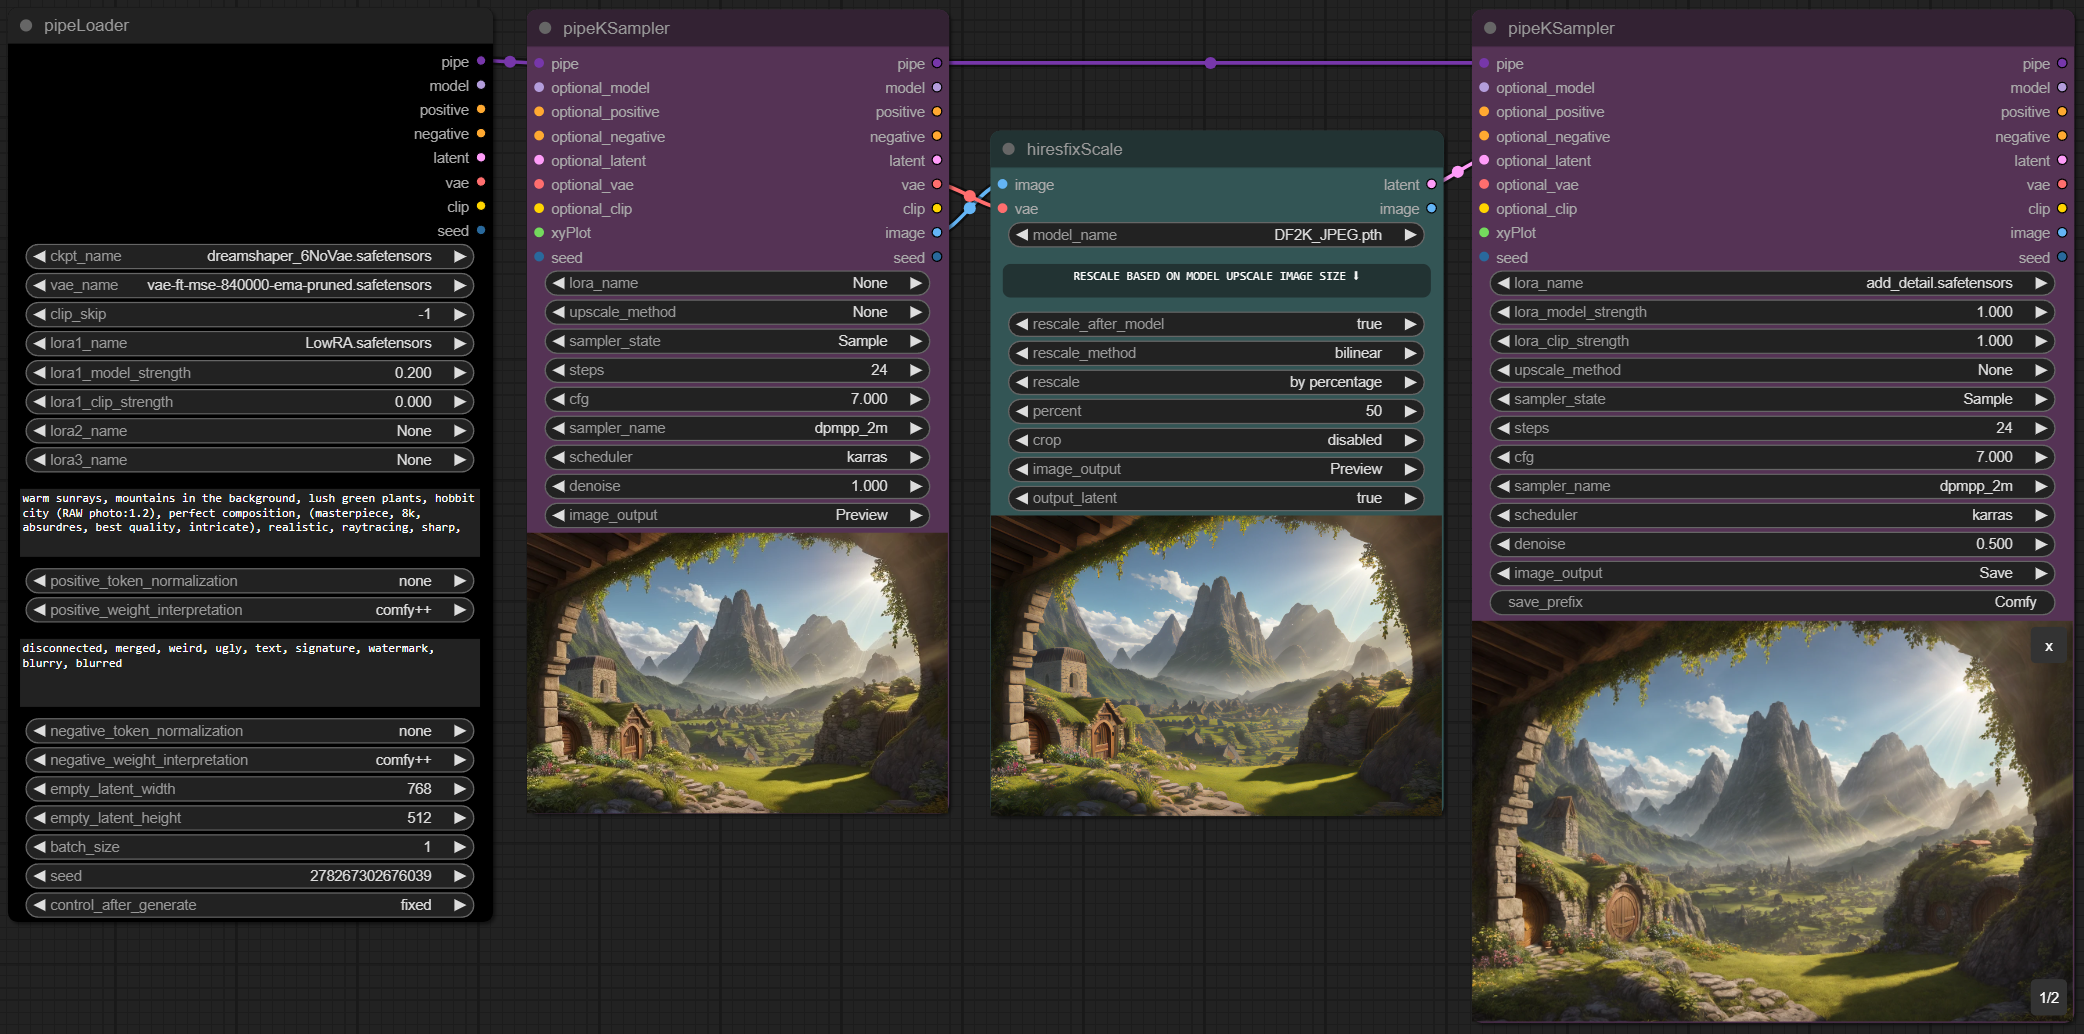 pipeLoader
pipe
model
positive
negative
latent
vae
clip
seed
ckpt_name dreamshaper_6NoVae.safetensors
vae_name vae-ft-mse-840000-ema-pruned.safetensors
clip_skip -1
lora1_name LowRA.safetensors
lora1_model_strength 0.200
lora1_clip_strength 0.000
lora2_name None
lora3_name None
warm sunrays, mountains in the background, lush green plants, hobbit
city (RAW photo:1.2), perfect composition, (masterpiece, 8k,
absurdres, best quality, intricate), realistic, raytracing, sharp,
positive_token_normalization none
positive_weight_interpretation comfy++
disconnected, merged, weird, ugly, text, signature, watermark,
blurry, blurred
negative_token_normalization none
negative_weight_interpretation comfy++
empty_latent_width 768
empty_latent_height 512
batch_size 1
seed 278267302676039
control_after_generate fixed
pipeKSampler
pipe pipe
optional_model model
optional_positive positive
optional_negative negative
optional_latent latent
optional_vae vae
optional_clip clip
xyPlot image
seed seed
lora_name None
upscale_method None
sampler_state Sample
steps 24
cfg 7.000
sampler_name dpmpp_2m
scheduler karras
denoise 1.000
image_output Preview
hiresfixScale
image latent
vae image
model_name DF2K_JPEG.pth
RESCALE BASED ON MODEL UPSCALE IMAGE SIZE ⬇
rescale_after_model true
rescale_method bilinear
rescale by percentage
percent 50
crop disabled
image_output Preview
output_latent true
pipeKSampler
pipe pipe
optional_model model
optional_positive positive
optional_negative negative
optional_latent latent
optional_vae vae
optional_clip clip
xyPlot image
seed seed
lora_name add_detail.safetensors
lora_model_strength 1.000
lora_clip_strength 1.000
upscale_method None
sampler_state Sample
steps 24
cfg 7.000
sampler_name dpmpp_2m
scheduler karras
denoise 0.500
image_output Save
save_prefix Comfy
x
1/2